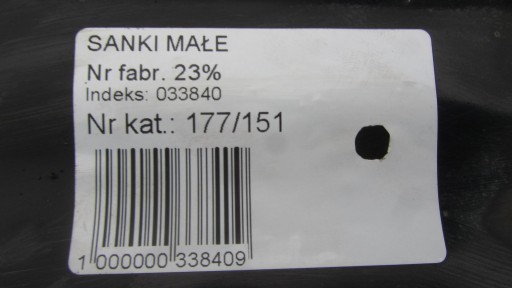 SANKI MAŁE
Nr fabr. 23%
Indeks: 033840
Nr kat.: 177/151
1 000000 338409